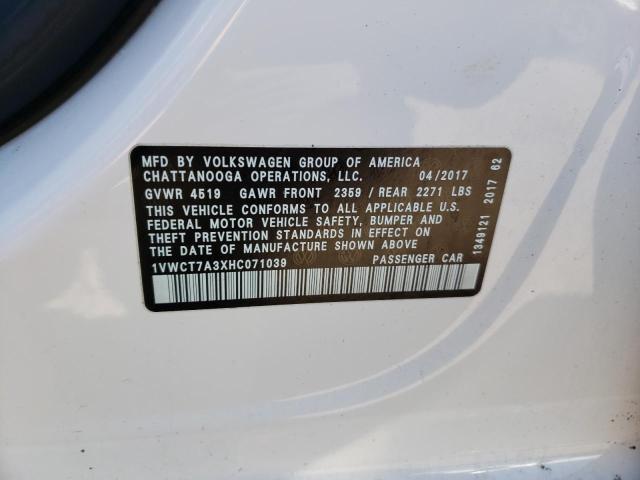 MFD BY VOLKSWAGEN GROUP OF AMERICA
CHATTANOOGA OPERATIONS, LLC. 04/2017
GVWR 4519 GAWR FRONT 2359 / REAR 2271 LBS
THIS VEHICLE CONFORMS TO ALL APPLICABLE U.S.
FEDERAL MOTOR VEHICLE SAFETY, BUMPER AND
THEFT PREVENTION STANDARDS IN EFFECT ON
THE DATE OF MANUFACTURE SHOWN ABOVE
1VWCT7A3XHC071039 PASSENGER CAR
1349121 2017 62